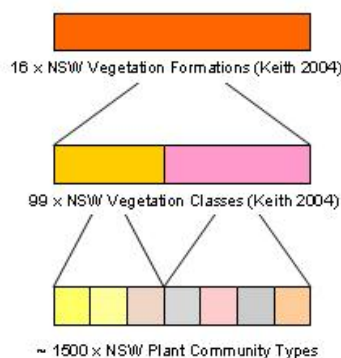 16 x NSW Vegetation Formations (Keith 2004)
99 x NSW Vegetation Classes (Keith 2004)
~ 1500 x NSW Plant Community Types